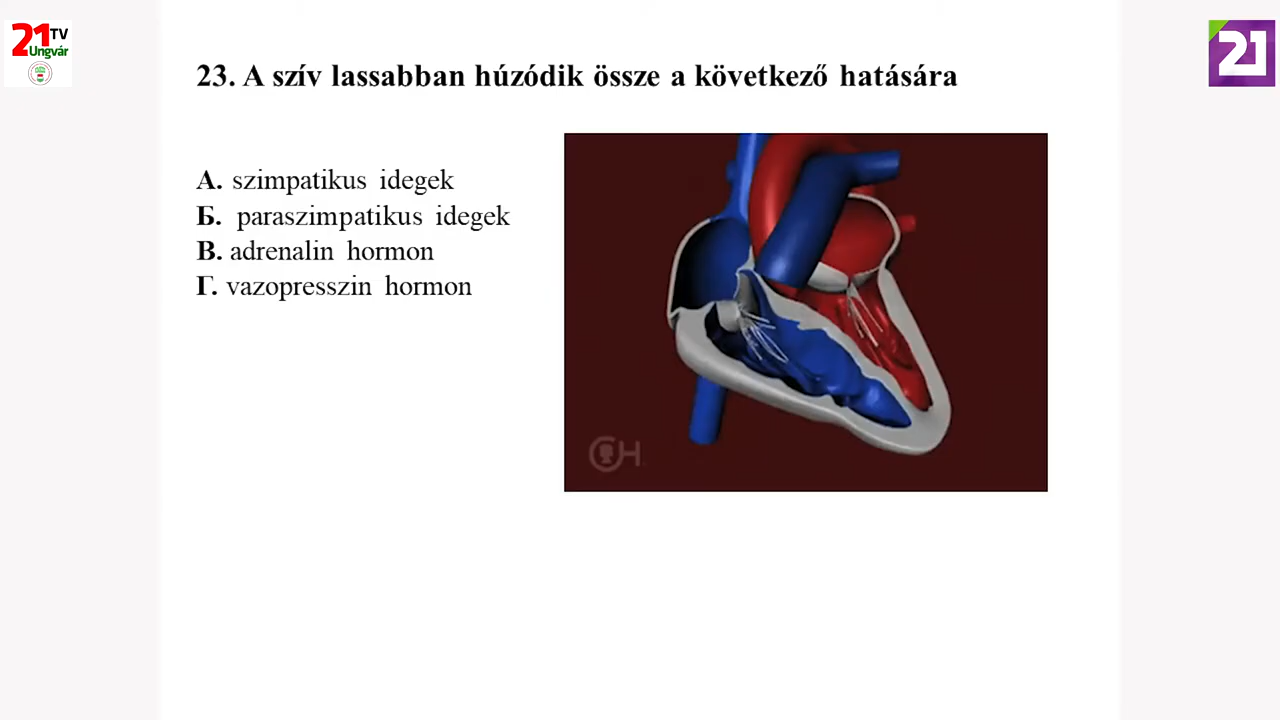 21 TV
Ungvár
21
23. A szív lassabban húzódik össze a következő hatására
А. szimpatikus idegek
Б. paraszimpatikus idegek
В. adrenalin hormon
Г. vazopresszin hormon
CH